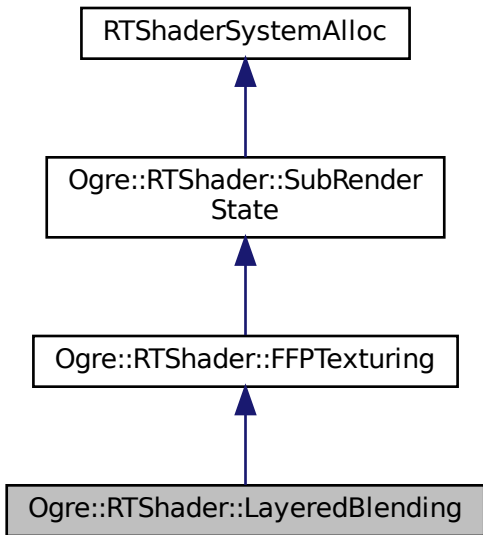 RTShaderSystemAlloc
Ogre::RTShader::SubRender
State
Ogre::RTShader::FFPTexturing
Ogre::RTShader::LayeredBlending